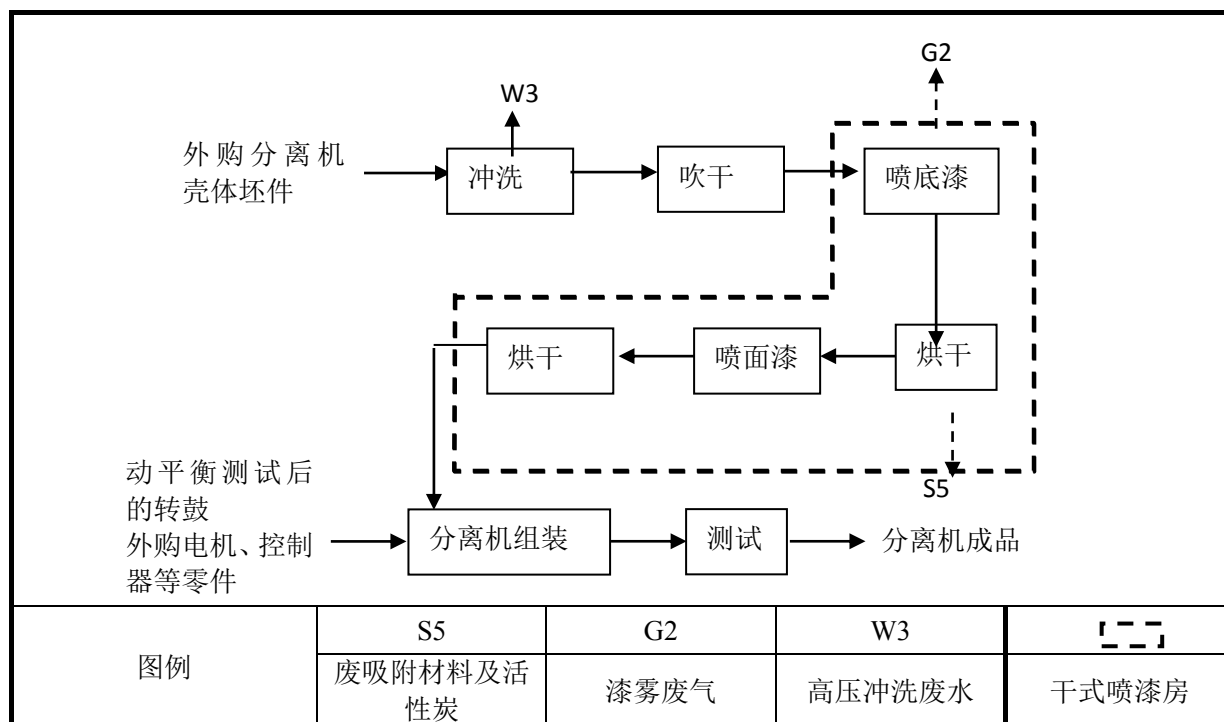 G2
W3
外购分离机
壳体坯件
冲洗
吹干
喷底漆
烘干
喷面漆
烘干
S5
动平衡测试后
的转鼓
外购电机、控制
器等零件
分离机组装
测试
分离机成品
图例
S5
G2
W3
废吸附材料及活
性炭
漆雾废气
高压冲洗废水
干式喷漆房